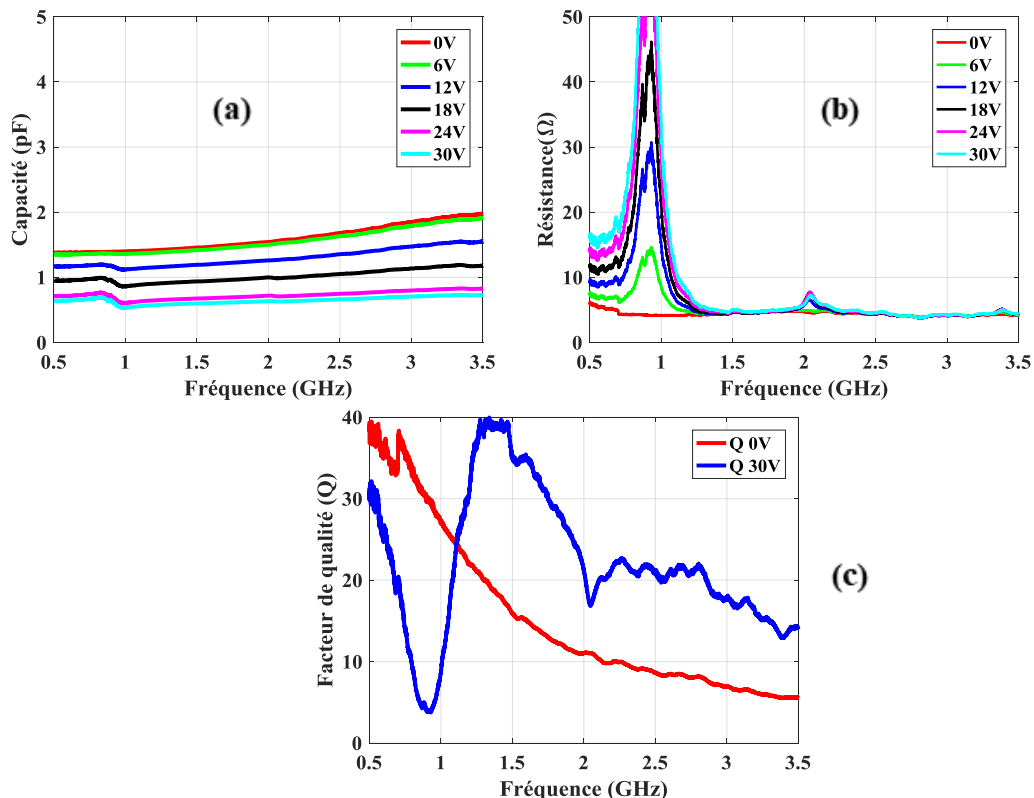 5
4
3
2
1
0
Capacité (pF)
0.5
1
1.5
2
2.5
3
3.5
Fréquence (GHz)
0V
6V
12V
18V
24V
30V
(a)
50
40
30
20
10
0
Résistance(Ω)
0.5
1
1.5
2
2.5
3
3.5
Fréquence (GHz)
0V
6V
12V
18V
24V
30V
(b)
40
30
20
10
0
Facteur de qualité (Q)
0.5
1
1.5
2
2.5
3
3.5
Fréquence (GHz)
Q 0V
Q 30V
(c)